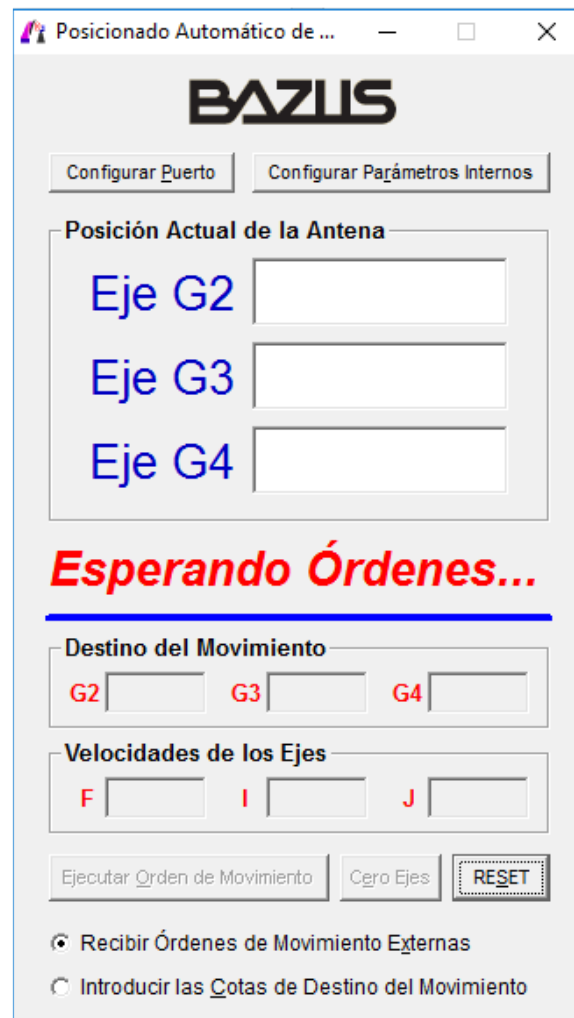 Posicionado Automático de ...
BAZUS
Configurar Puerto Configurar Parámetros Internos
Posición Actual de la Antena
Eje G2
Eje G3
Eje G4
Esperando Órdenes...
Destino del Movimiento
G2 G3 G4
Velocidades de los Ejes
F I J
Ejecutar Orden de Movimiento Cero Ejes RESET
Recibir Órdenes de Movimiento Externas
Introducir las Cotas de Destino del Movimiento